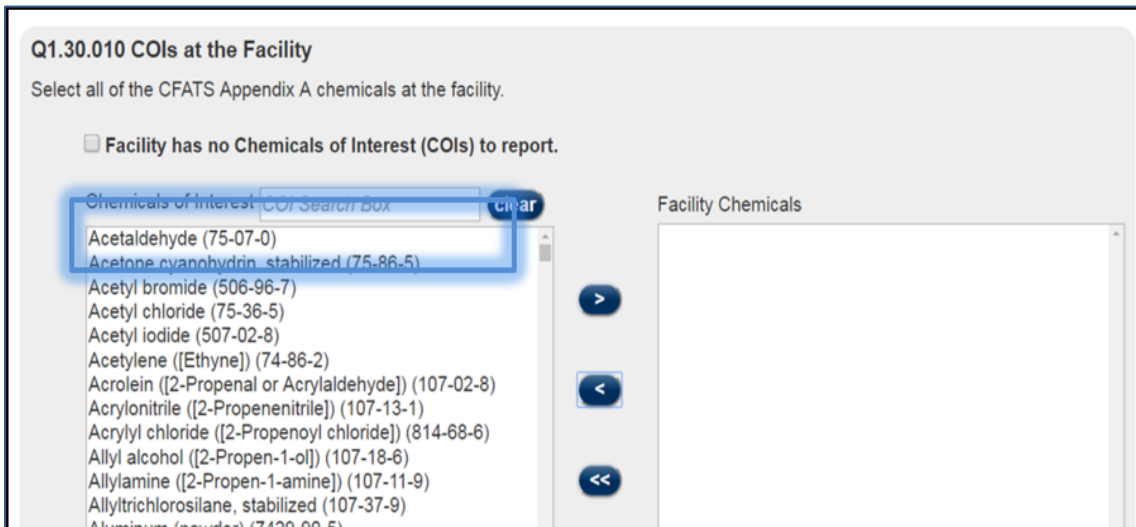 Q1.30.010 COIs at the Facility
Select all of the CFATS Appendix A chemicals at the facility.
Facility has no Chemicals of Interest (COIs) to report.
Chemicals of Interest COI Search Box clear
Facility Chemicals
Acetaldehyde (75-07-0)
Acetone cyanohydrin, stabilized (75-86-5)
Acetyl bromide (506-96-7)
Acetyl chloride (75-36-5)
Acetyl iodide (507-02-8)
Acetylene ([Ethyne]) (74-86-2)
Acrolein ([2-Propenal or Acrylaldehyde]) (107-02-8)
Acrylonitrile ([2-Propenenitrile]) (107-13-1)
Acrylyl chloride ([2-Propenoyl chloride]) (814-68-6)
Allyl alcohol ([2-Propen-1-ol]) (107-18-6)
Allylamine ([2-Propen-1-amine]) (107-11-9)
Allyltrichlorosilane, stabilized (107-37-9)
Aluminum (powder) (7429-90-5)
>
<
<<